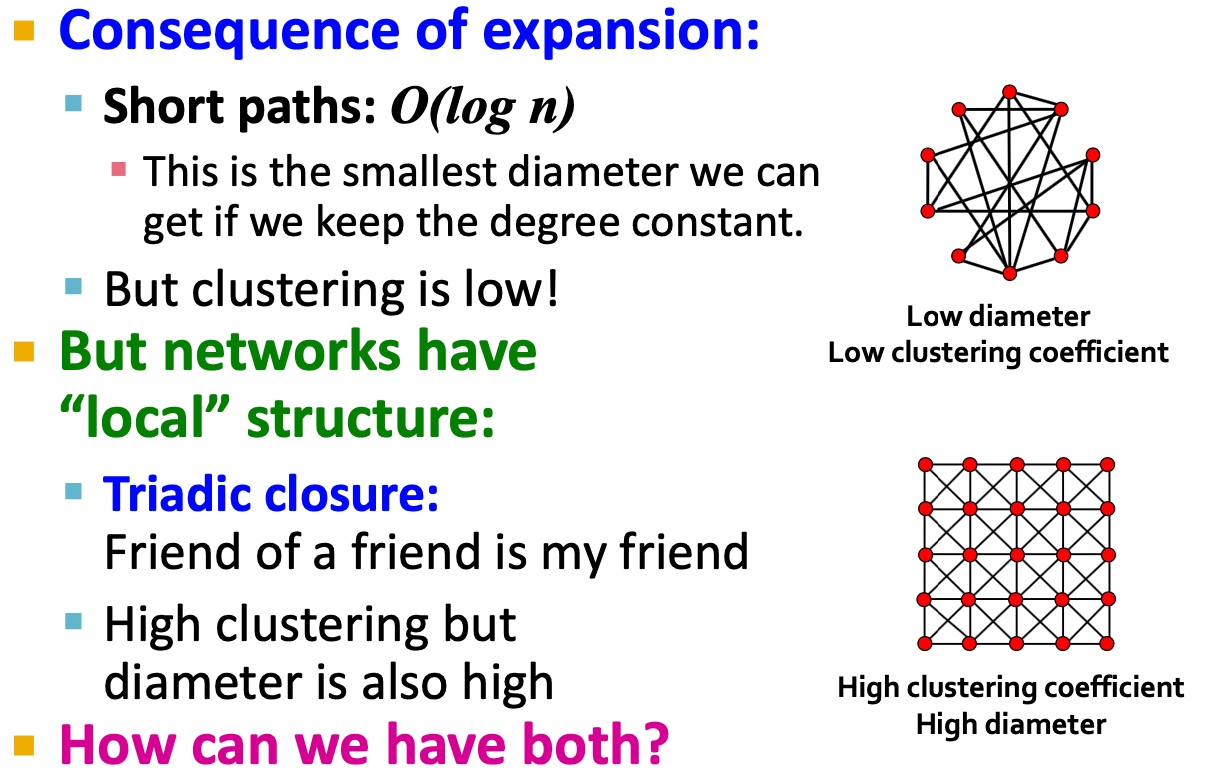 Consequence of expansion:
Short paths: O(log n)
This is the smallest diameter we can
get if we keep the degree constant.
But clustering is low!
But networks have
“local” structure:
Triadic closure:
Friend of a friend is my friend
High clustering but
diameter is also high
How can we have both?
Low diameter
Low clustering coefficient
High clustering coefficient
High diameter